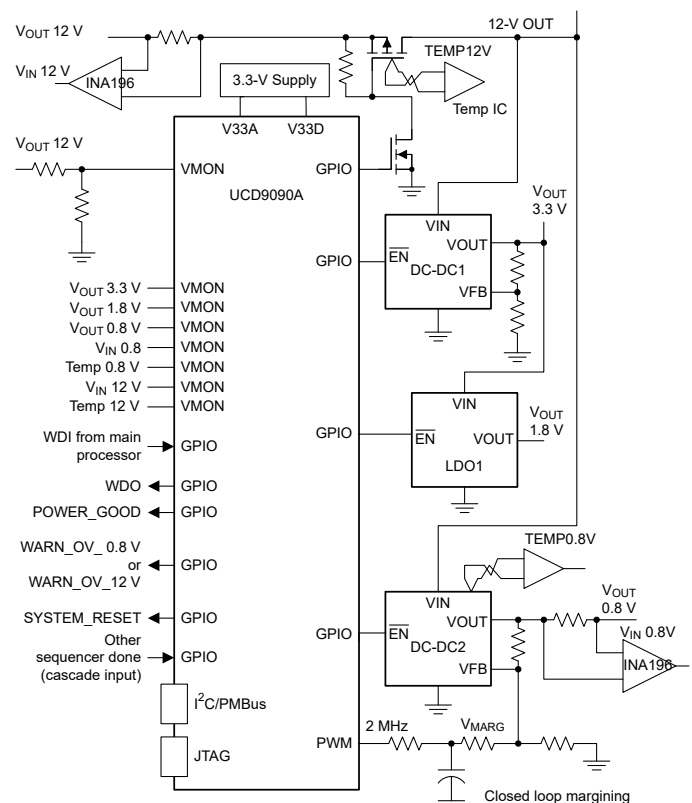 VOUT 12 V
12-V OUT
TEMP12V
VIN 12 V
INA196
3.3-V Supply
Temp IC
V33A
V33D
VOUT 12 V
VMON
GPIO
UCD9090A
VOUT
3.3 V
VIN
VOUT
GPIO
EN
DC-DC1
VFB
VOUT 3.3 V
VMON
VOUT 1.8 V
VMON
VOUT 0.8 V
VMON
VIN 0.8
VMON
Temp 0.8 V
VMON
VIN 12 V
VMON
Temp 12 V
VMON
VIN
VOUT
1.8 V
WDI from main
processor
GPIO
GPIO
EN
VOUT
LDO1
WDO
GPIO
POWER_GOOD
GPIO
WARN_OV_ 0.8 V
or
WARN_OV_12 V
GPIO
TEMP0.8V
VIN
VOUT
0.8 V
SYSTEM_RESET
GPIO
VOUT
GPIO
EN
DC-DC2
VIN 0.8V
INA196
Other
sequencer done
(cascade input)
GPIO
VFB
I2C/PMBus
JTAG
PWM
2 MHz
VMARG
Closed loop margining